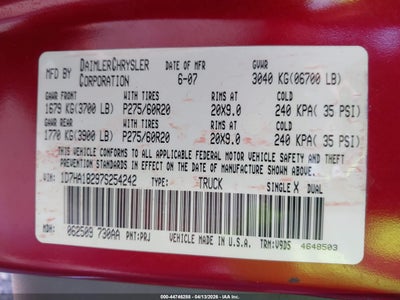 MFD BY DAIMLERCHRYSLER CORPORATION DATE OF MFR 6-07 GVWR 3040 KG(06700 LB)
GAWR FRONT WITH TIRES RIMS AT COLD
1679 KG(3700 LB) P275/60R20 20X9.0 240 KPA( 35 PSI)
GAWR REAR WITH TIRES RIMS AT COLD
1770 KG(3900 LB) P275/60R20 20X9.0 240 KPA( 35 PSI)
THIS VEHICLE CONFORMS TO ALL APPLICABLE FEDERAL MOTOR VEHICLE SAFETY AND THEFT
PREVENTION STANDARDS IN EFFECT ON THE DATE OF MANUFACTURE SHOWN ABOVE.
VIN: 1D7HA18297S254242 TYPE: TRUCK SINGLE X DUAL
MDH: 062509 730AA PNT:PRJ VEHICLE MADE IN U.S.A. TRM:V9D5 4648503
000-44746288 - 04/13/2026 - IAAI